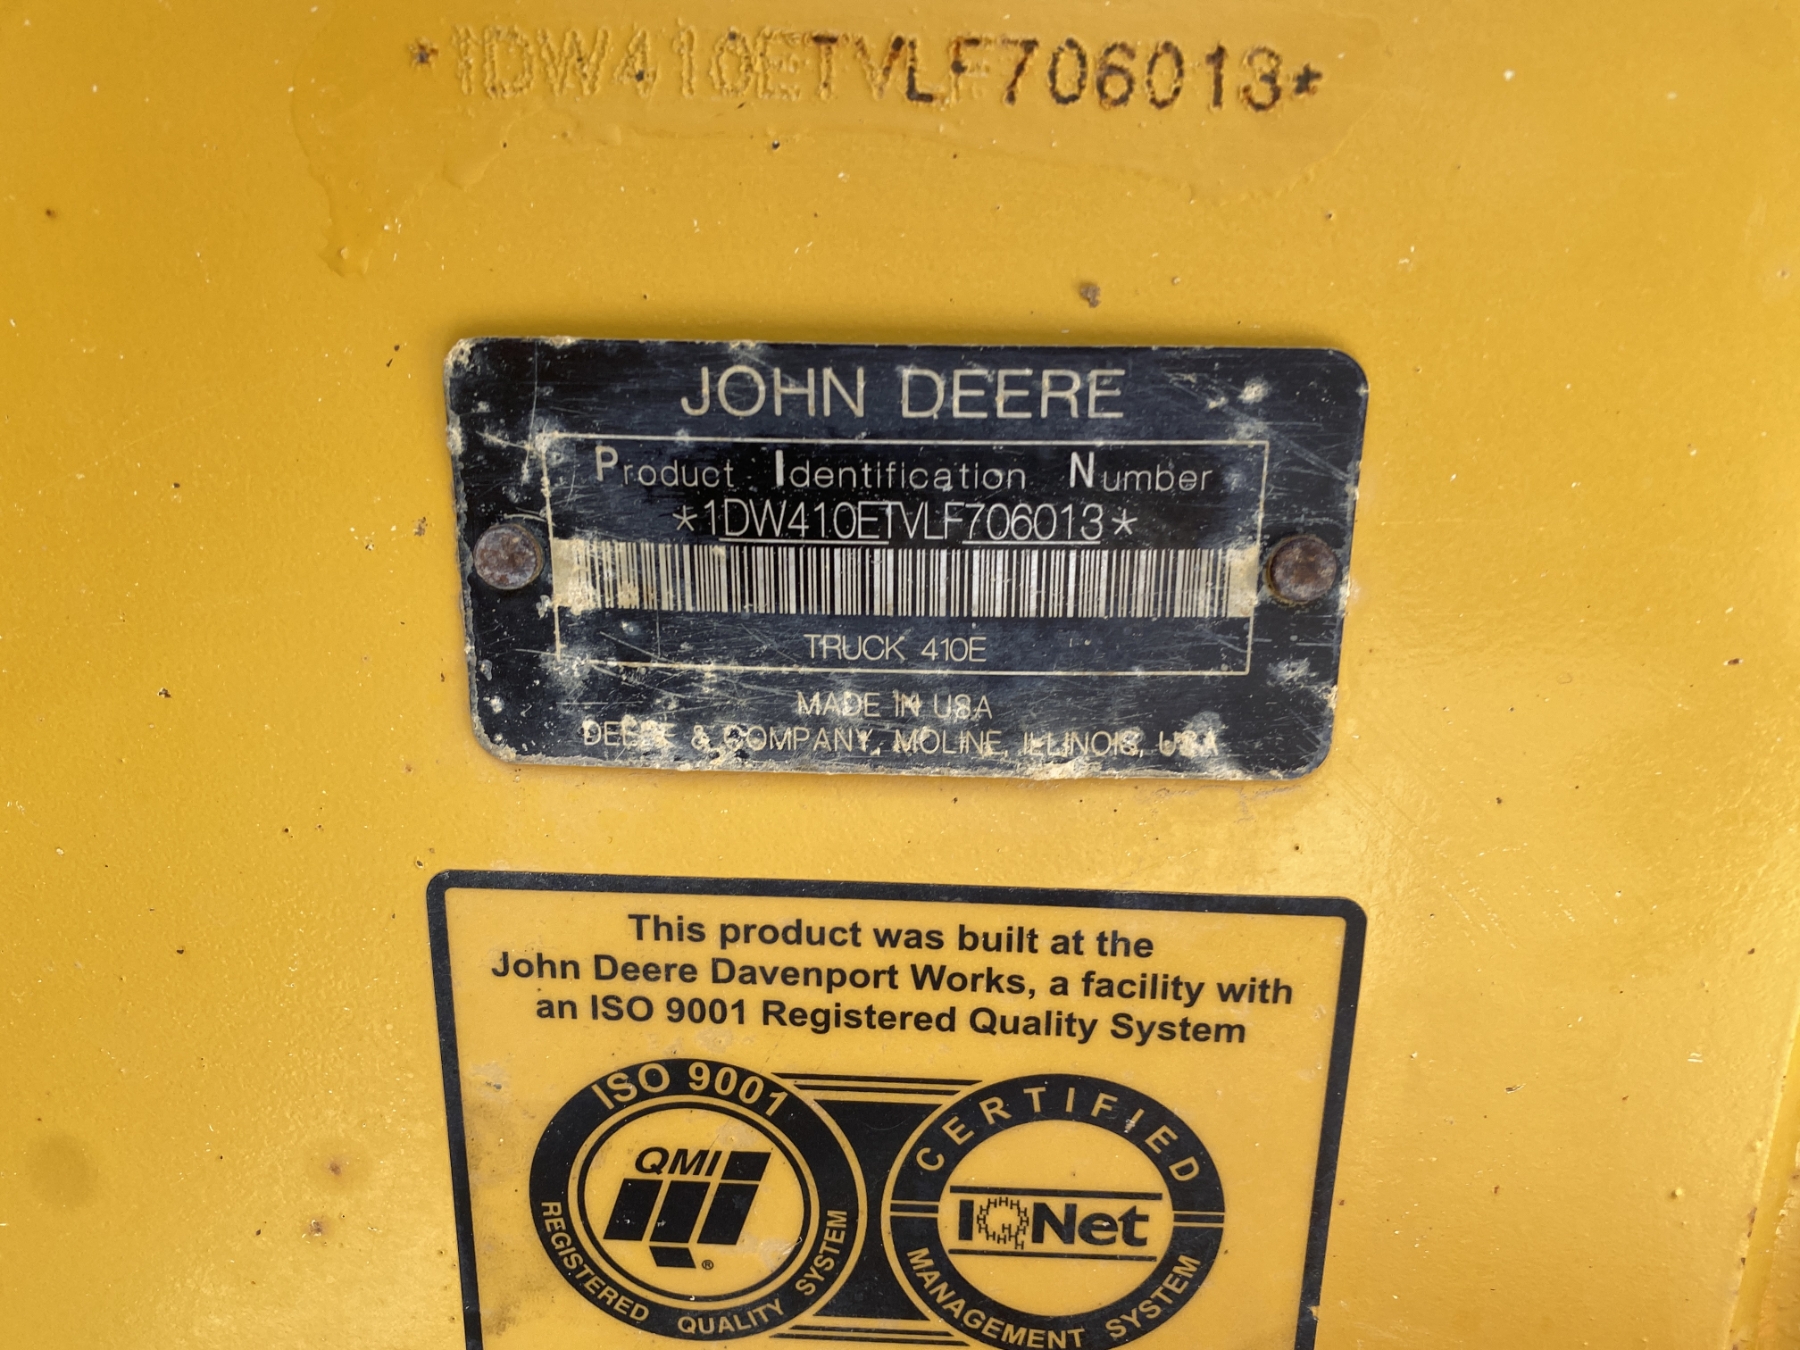 *1DW410ETVLF706013*
JOHN DEERE
Product Identification Number
*1DW410ETVLF706013*
TRUCK 410E
MADE IN USA
DEERE & COMPANY, MOLINE, ILLINOIS, USA
This product was built at the
John Deere Davenport Works, a facility with
an ISO 9001 Registered Quality System
ISO 9001
QMI
®
REGISTERED QUALITY SYSTEM
CERTIFIED
IQNet
MANAGEMENT SYSTEM